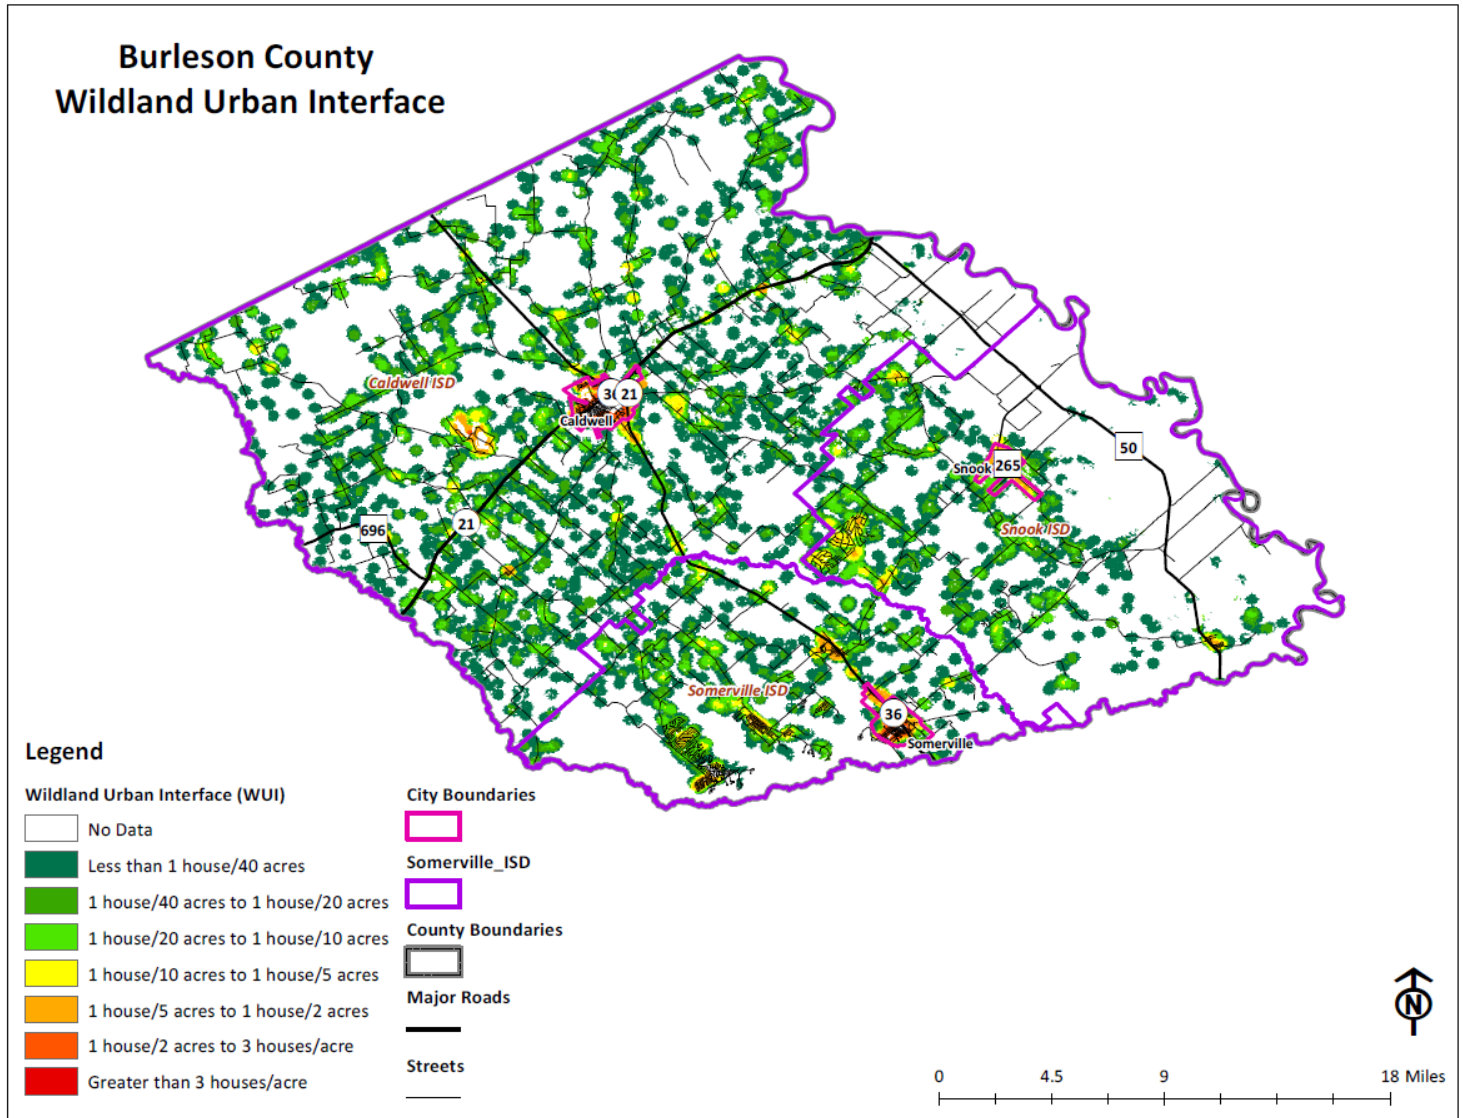 Burleson County
Wildland Urban Interface
Caldwell ISD
36
21
Caldwell
50
Snook
265
Snook ISD
21
696
Somerville ISD
36
Somerville
Legend
Wildland Urban Interface (WUI)
No Data
Less than 1 house/40 acres
1 house/40 acres to 1 house/20 acres
1 house/20 acres to 1 house/10 acres
1 house/10 acres to 1 house/5 acres
1 house/5 acres to 1 house/2 acres
1 house/2 acres to 3 houses/acre
Greater than 3 houses/acre
City Boundaries
Somerville_ISD
County Boundaries
Major Roads
Streets
N
0 4.5 9 18 Miles